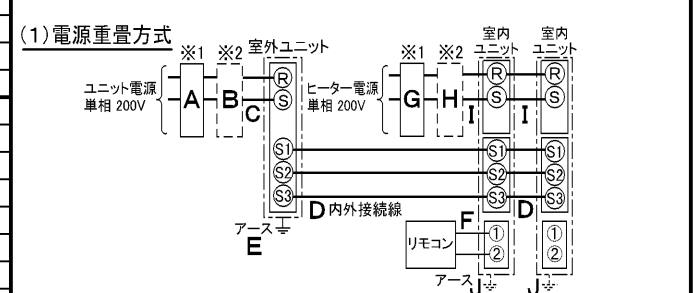 (1)電源重畳方式
※1 ※2 室外ユニット
※1 ※2
室内ユニット
室内ユニット
ユニット電源
単相 200V
A
B
C
R
S
ヒーター電源
単相 200V
G
H
I
R
S
I
R
S
S1
S2
S3
S1
S2
S3
S1
S2
S3
D 内外接続線
D
アース
E
リモコン
F
①
②
①
②
アース
J
J